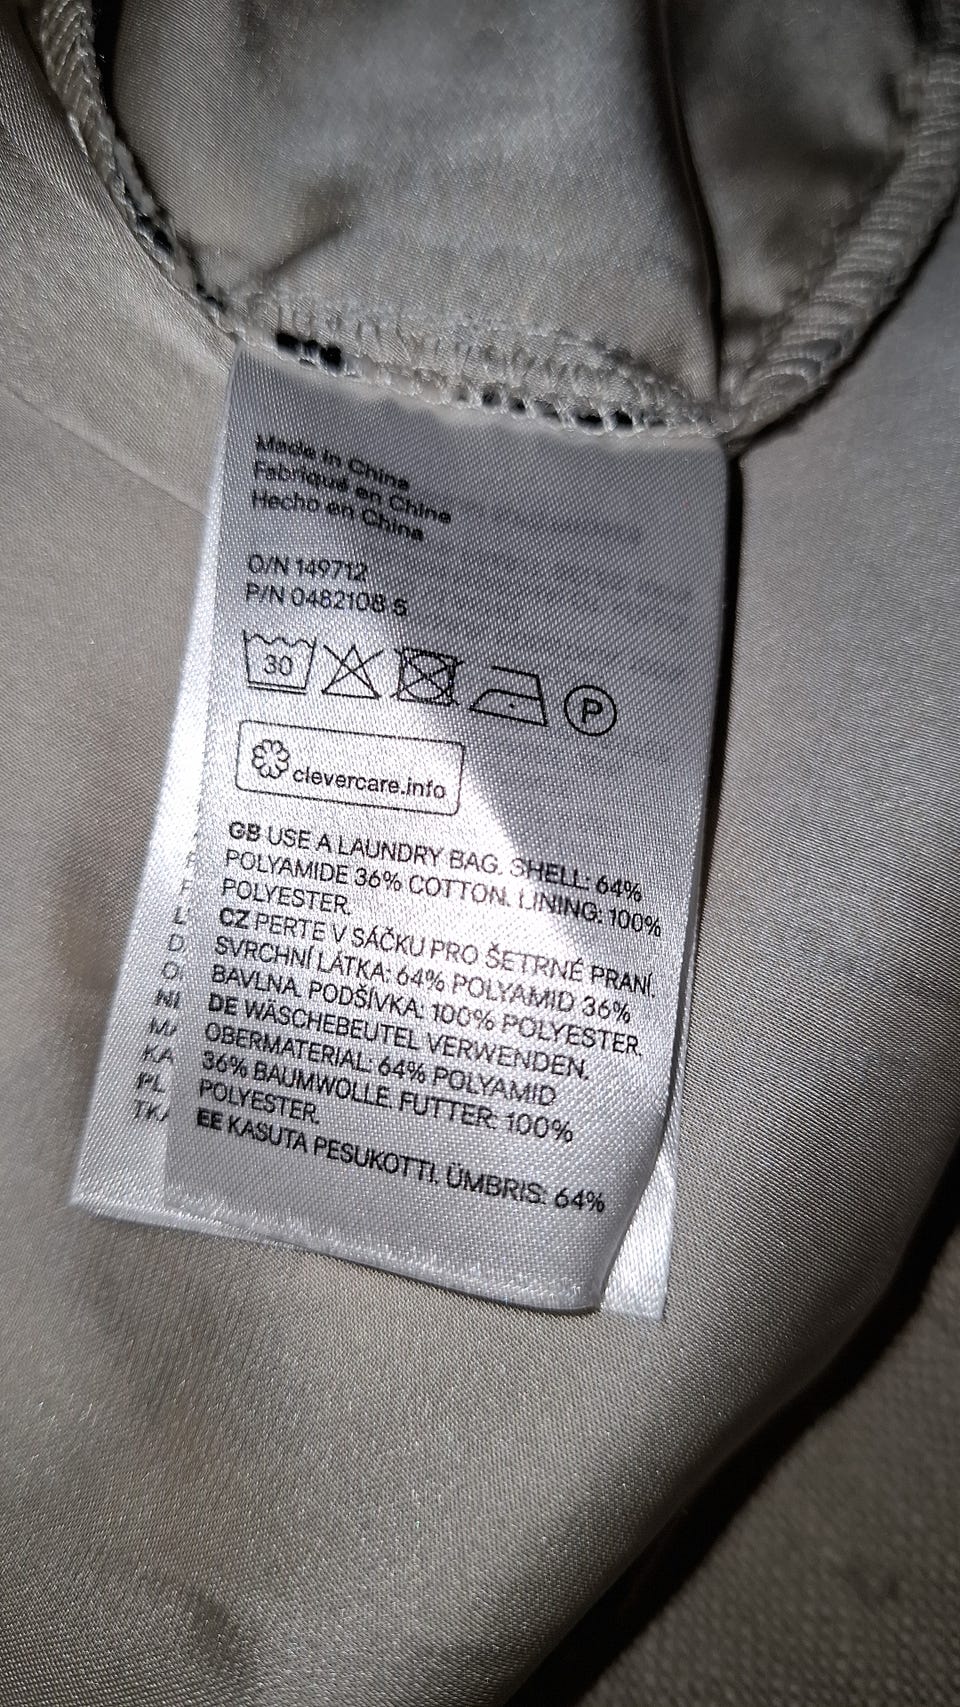 Made in China
Fabriqué en Chine
Hecho en China
O/N 149712
P/N 0482108 S
30
P
clevercare.info
GB USE A LAUNDRY BAG. SHELL: 64%
POLYAMIDE 36% COTTON. LINING: 100%
POLYESTER.
CZ PERTE V SÁČKU PRO ŠETRNÉ PRANÍ.
SVRCHNÍ LÁTKA: 64% POLYAMID 36%
BAVLNA. PODŠÍVKA: 100% POLYESTER.
DE WÄSCHEBEUTEL VERWENDEN.
OBERMATERIAL: 64% POLYAMID
36% BAUMWOLLE. FUTTER: 100%
POLYESTER.
EE KASUTA PESUKOTTI. ÜMBRIS: 64%
KA
PL